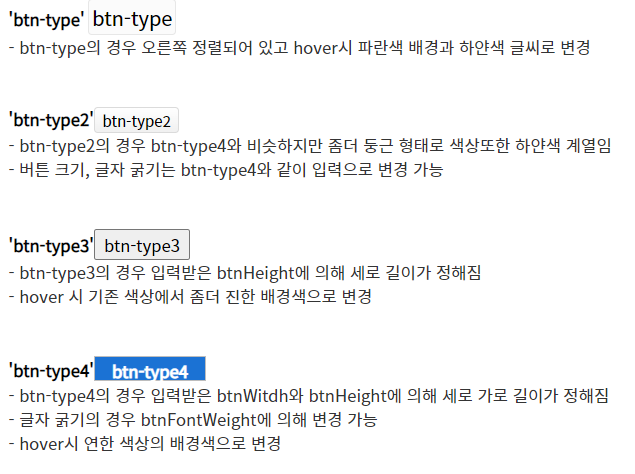 'btn-type' btn-type
- btn-type의 경우 오른쪽 정렬되어 있고 hover시 파란색 배경과 하얀색 글씨로 변경
'btn-type2' btn-type2
- btn-type2의 경우 btn-type4와 비슷하지만 좀더 둥근 형태로 색상또한 하얀색 계열임
- 버튼 크기, 글자 굵기는 btn-type4와 같이 입력으로 변경 가능
'btn-type3' btn-type3
- btn-type3의 경우 입력받은 btnHeight에 의해 세로 길이가 정해짐
- hover 시 기존 색상에서 좀더 진한 배경색으로 변경
'btn-type4' btn-type4
- btn-type4의 경우 입력받은 btnWitdh와 btnHeight에 의해 세로 가로 길이가 정해짐
- 글자 굵기의 경우 btnFontWeight에 의해 변경 가능
- hover시 연한 색상의 배경색으로 변경